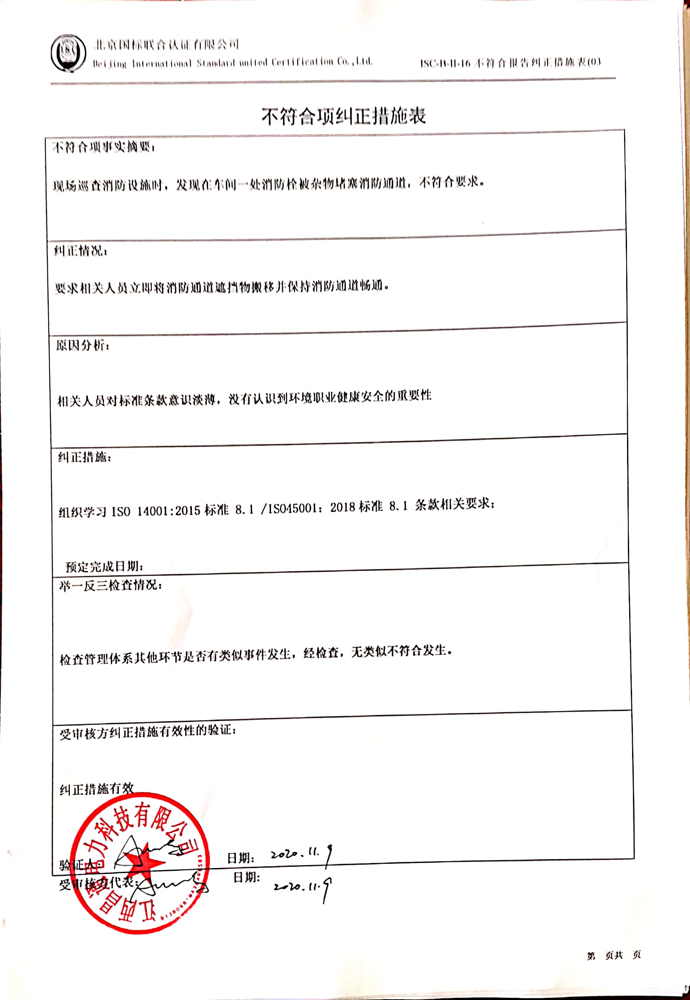 北京国标联合认证有限公司
Beijing International Standard united Certification Co.,Ltd.
ISC-B-II-16 不符合报告纠正措施表(03
不符合项纠正措施表
不符合项事实摘要：
现场巡查消防设施时，发现在车间一处消防栓被杂物堵塞消防通道，不符合要求。
纠正情况：
要求相关人员立即将消防通道遮挡物搬移并保持消防通道畅通。
原因分析：
相关人员对标准条款意识淡薄，没有认识到环境职业健康安全的重要性
纠正措施：
组织学习 ISO 14001:2015 标准 8.1 /ISO45001：2018 标准 8.1 条款相关要求；
预定完成日期：
举一反三检查情况：
检查管理体系其他环节是否有类似事件发生，经检查，无类似不符合发生。
受审核方纠正措施有效性的验证：
纠正措施有效
验证人：
日期： 2020.11.9
受审核方代表：
日期： 2020.11.9
电力科技有限公司
第 页共 页